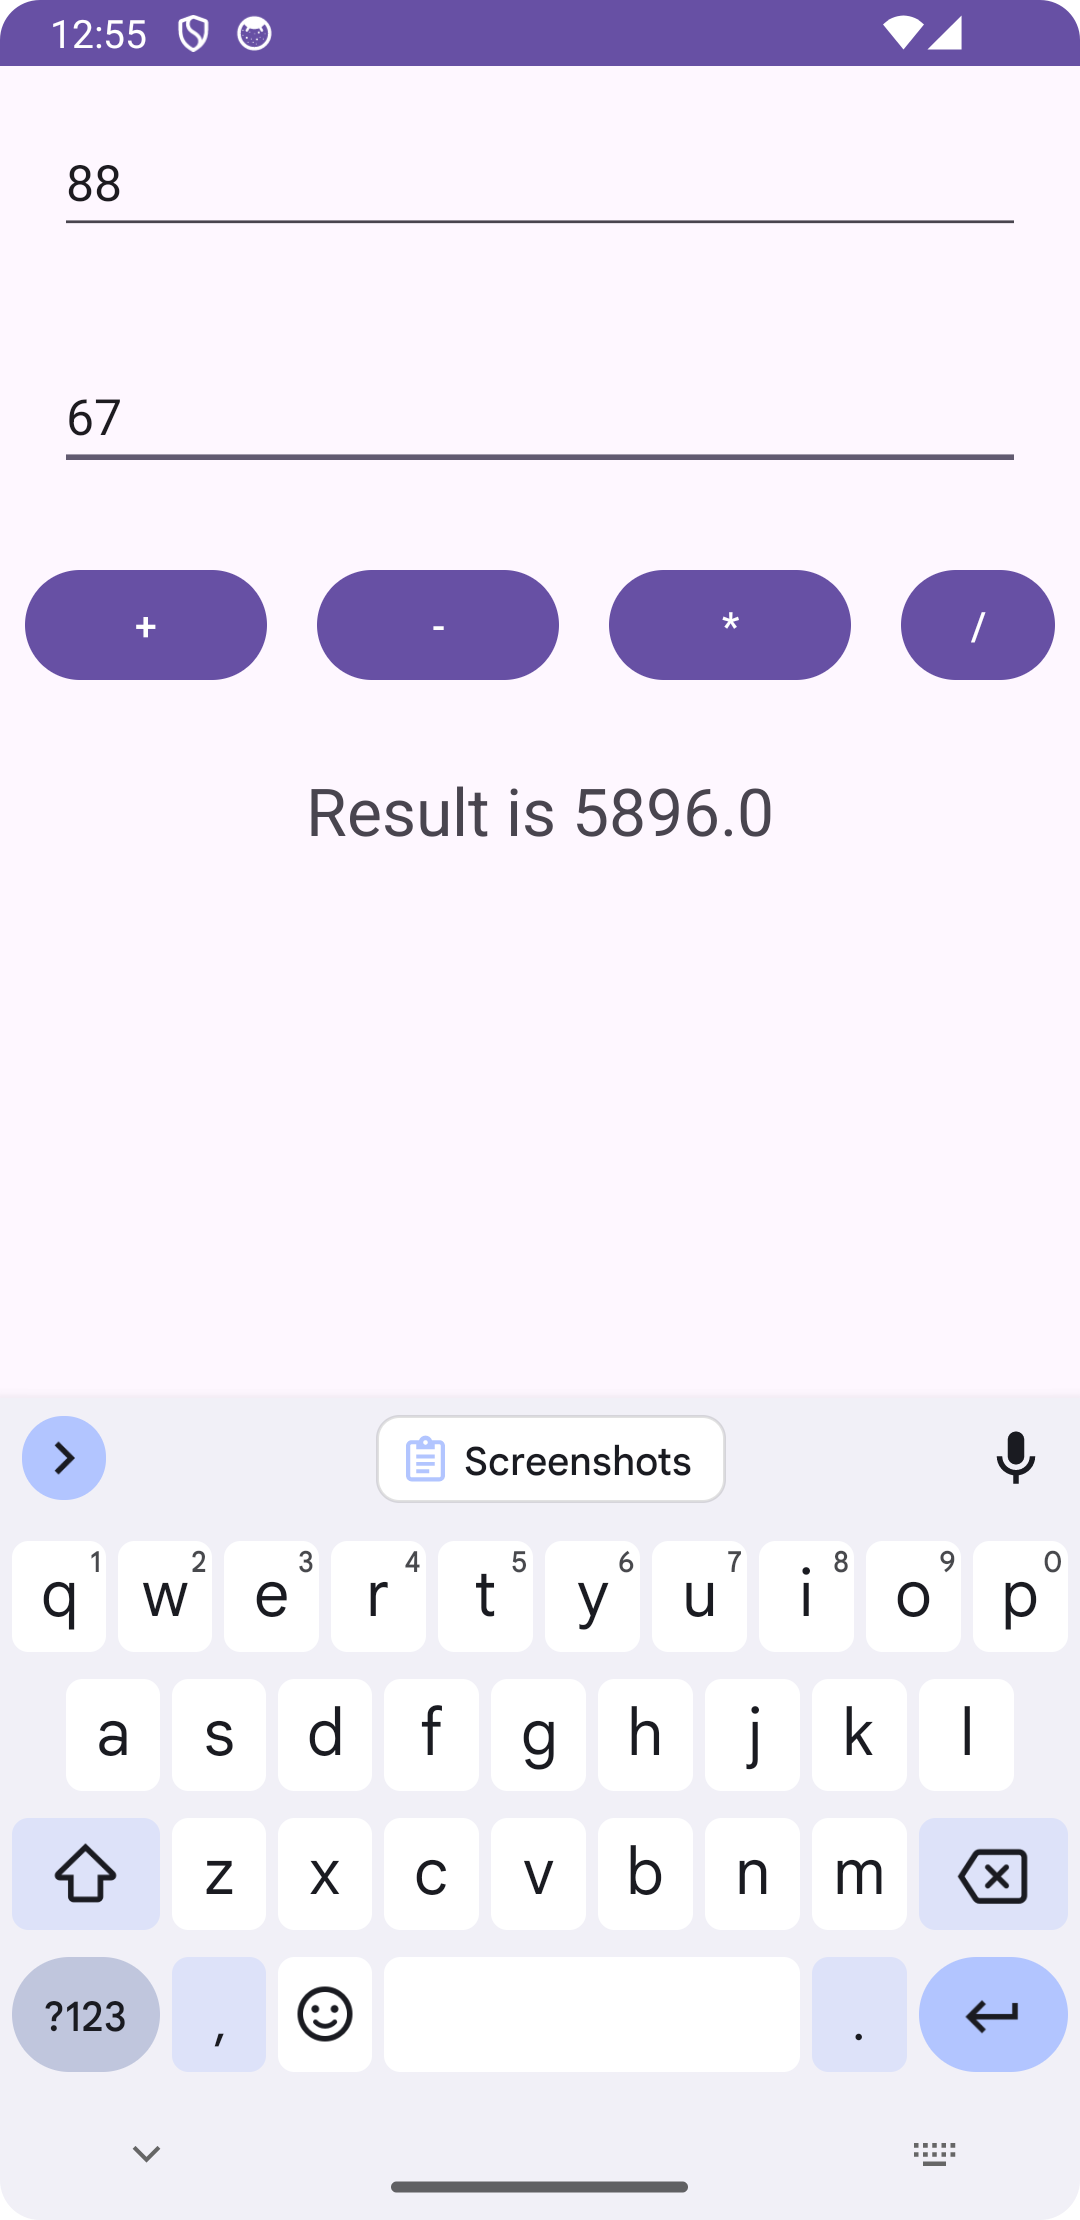 12:55
88
67
+ - * /
Result is 5896.0
Screenshots
q 1 w 2 e 3 r 4 t 5 y 6 u 7 i 8 o 9 p 0
a s d f g h j k l
z x c v b n m
?123 , .